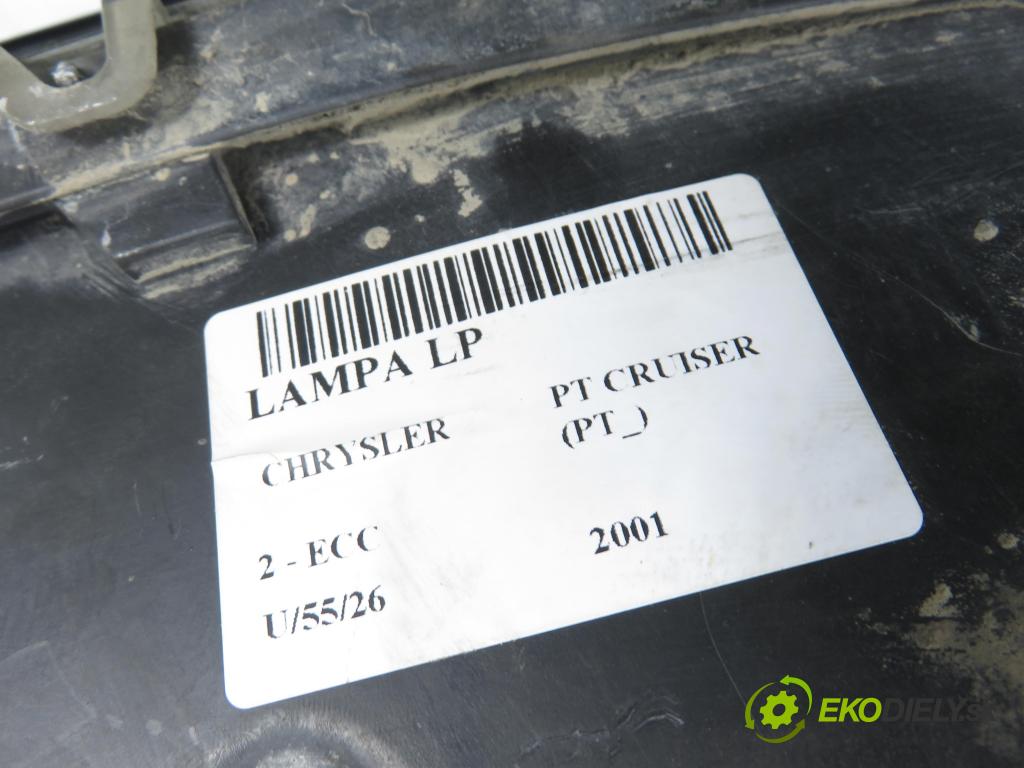 LAMPA LP
CHRYSLER
PT CRUISER
(PT_)
2 - ECC
2001
U/55/26
EKODIELY.s